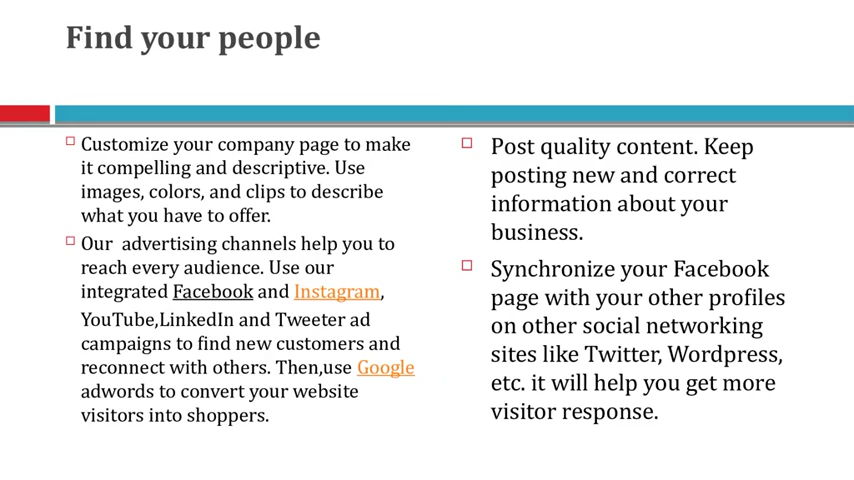 Find your people
Customize your company page to make
it compelling and descriptive. Use
images, colors, and clips to describe
what you have to offer.
Our  advertising channels help you to
reach every audience. Use our
integrated Facebook and Instagram,
YouTube,LinkedIn and Tweeter ad
campaigns to find new customers and
reconnect with others. Then,use Google
adwords to convert your website
visitors into shoppers.
Post quality content. Keep
posting new and correct
information about your
business.
Synchronize your Facebook
page with your other profiles
on other social networking
sites like Twitter, Wordpress,
etc. it will help you get more
visitor response.